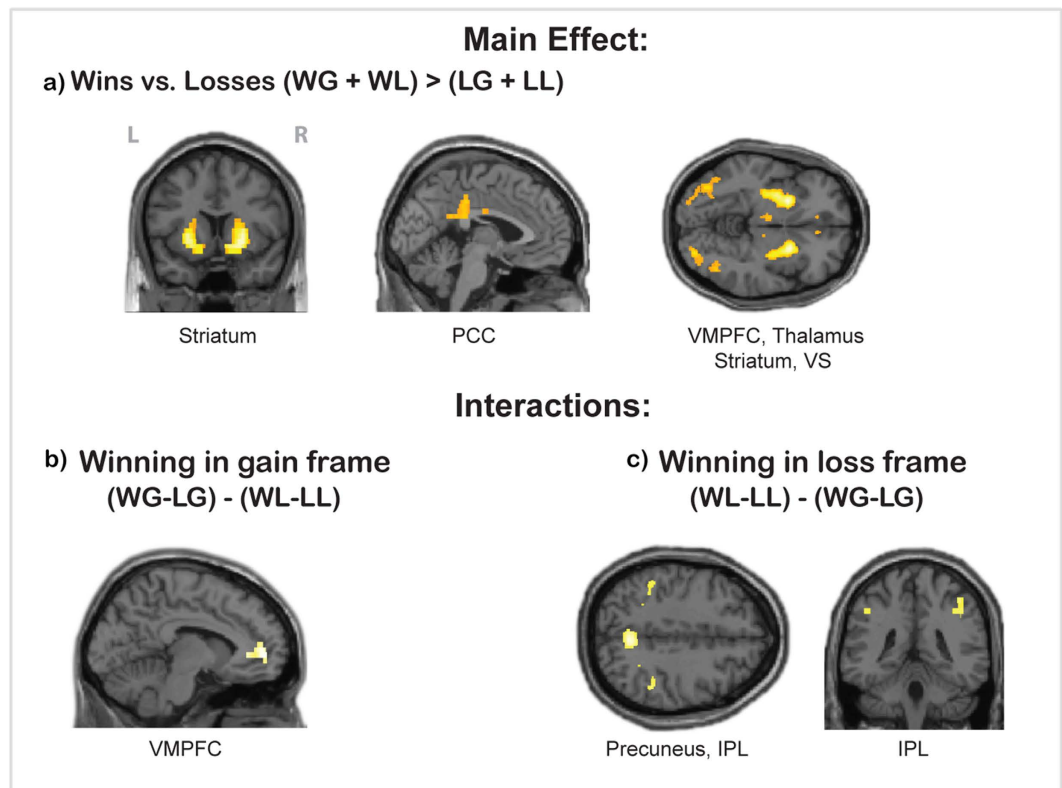 Main Effect:
a) Wins vs. Losses (WG + WL) > (LG + LL)
L R
Striatum
PCC
VMPFC, Thalamus
Striatum, VS
Interactions:
b) Winning in gain frame
(WG-LG) - (WL-LL)
VMPFC
c) Winning in loss frame
(WL-LL) - (WG-LG)
Precuneus, IPL
IPL